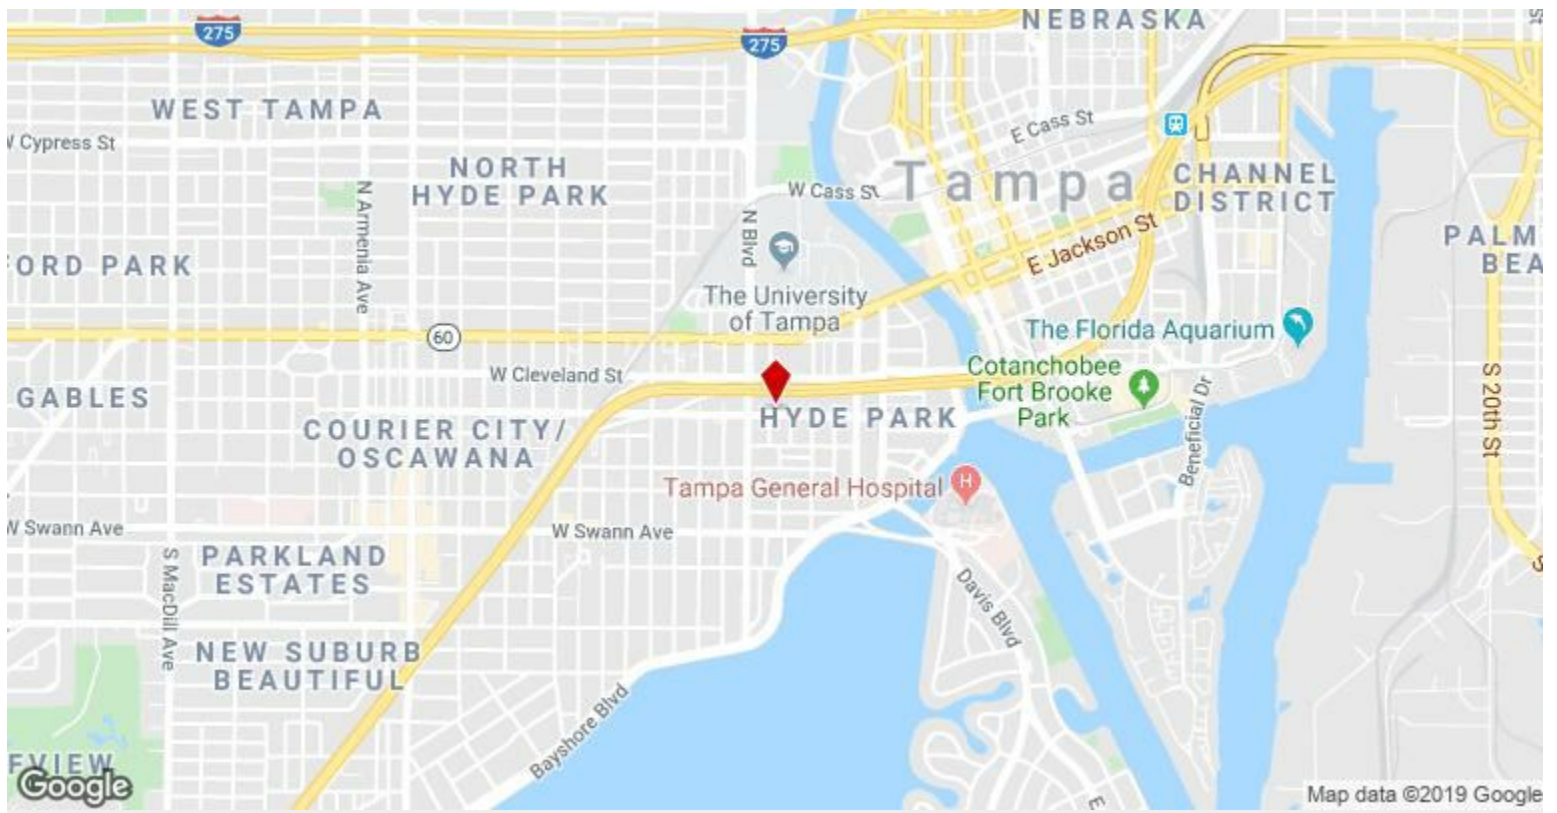 275
275
NEBRASKA
WEST TAMPA
E Cass St
W Cypress St
NORTH
HYDE PARK
Tampa
CHANNEL
DISTRICT
W Cass St
N Armenia Ave
N Blvd
E Jackson St
PALM
BEA
FORD PARK
The University
of Tampa
60
The Florida Aquarium
W Cleveland St
Cotanchobee
Fort Brooke
Park
GABLES
HYDE PARK
COURIER CITY/
OSCAWANA
Beneficial Dr
S 20th St
Tampa General Hospital
H
W Swann Ave
W Swann Ave
PARKLAND
ESTATES
S MacDill Ave
Davis Blvd
NEW SUBURB
BEAUTIFUL
Bayshore Blvd
FVIEW
Google
Map data ©2019 Google
E
St
S